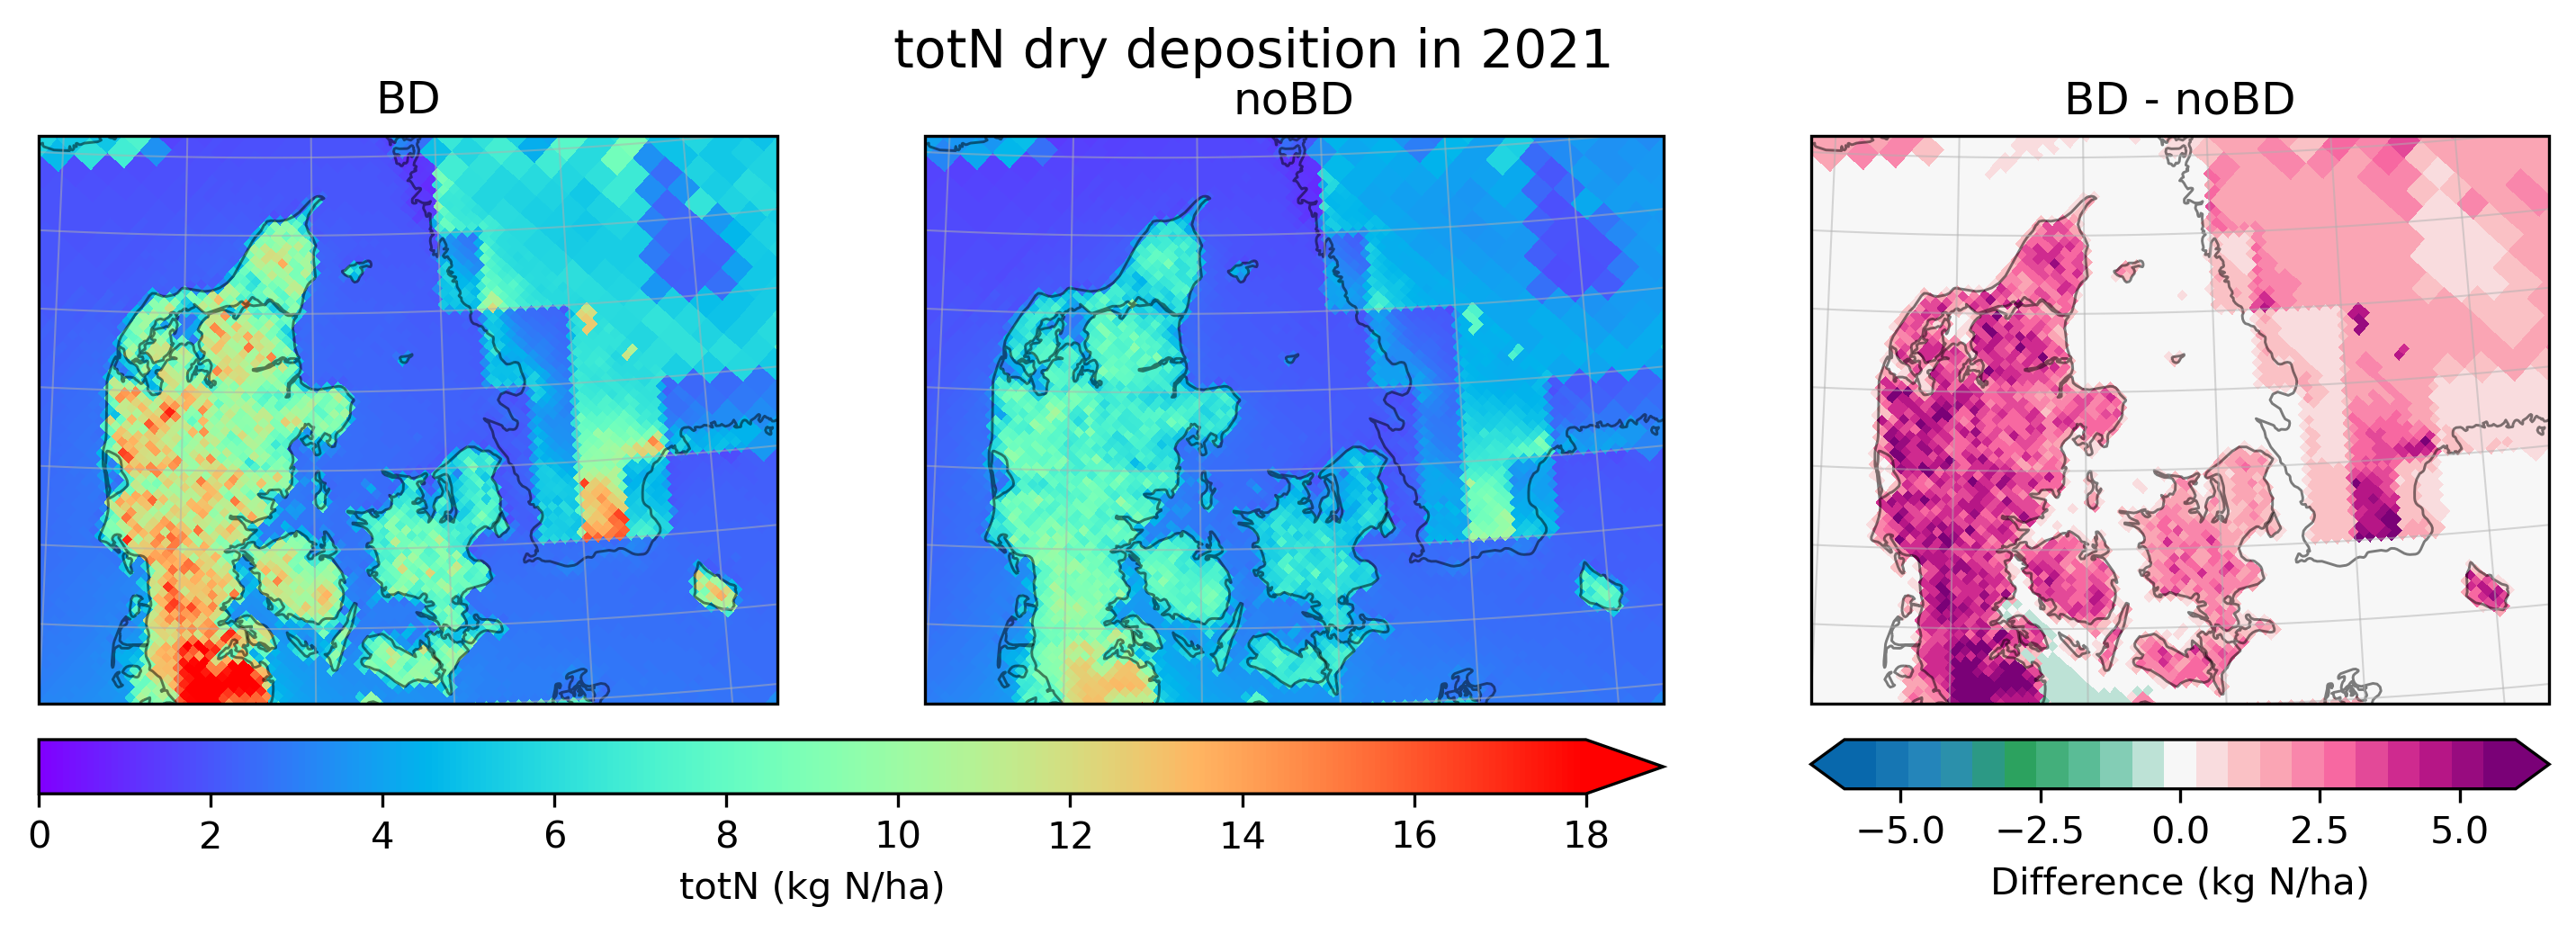 totN dry deposition in 2021
BD
noBD
BD - noBD
0 2 4 6 8 10 12 14 16 18
totN (kg N/ha)
−5.0 −2.5 0.0 2.5 5.0
Difference (kg N/ha)